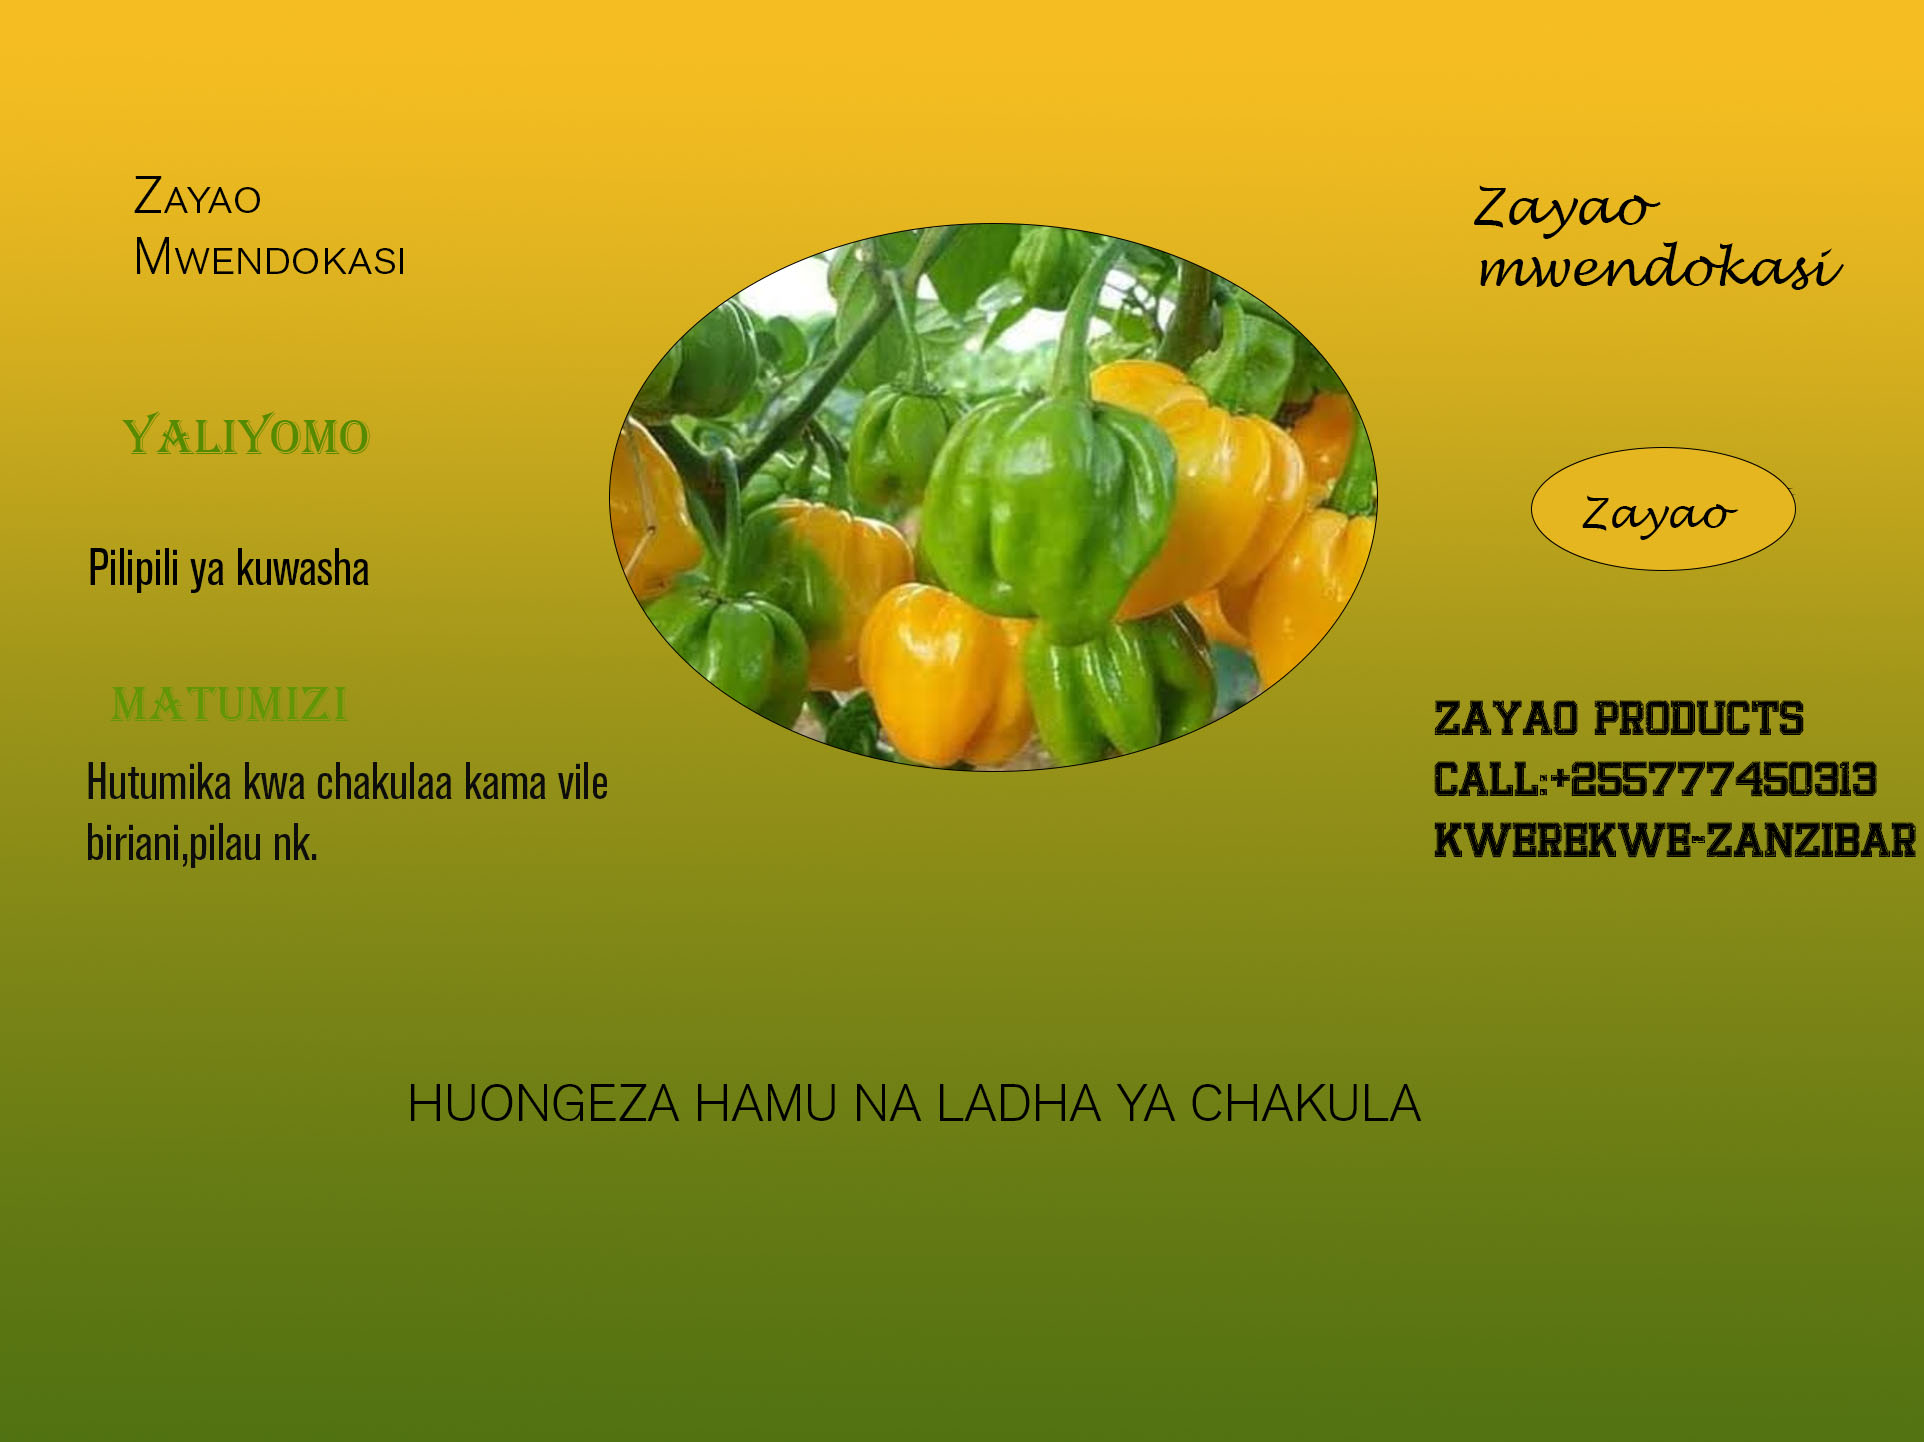 Zayao
Mwendokasi
YALIYOMO
Pilipili ya kuwasha
MATUMIZI
Hutumika kwa chakulaa kama vile
biriani,pilau nk.
Zayao
mwendokasi
Zayao
ZAYAO PRODUCTS
CALL:+255777450313
KWEREKWE-ZANZIBAR
HUONGEZA HAMU NA LADHA YA CHAKULA